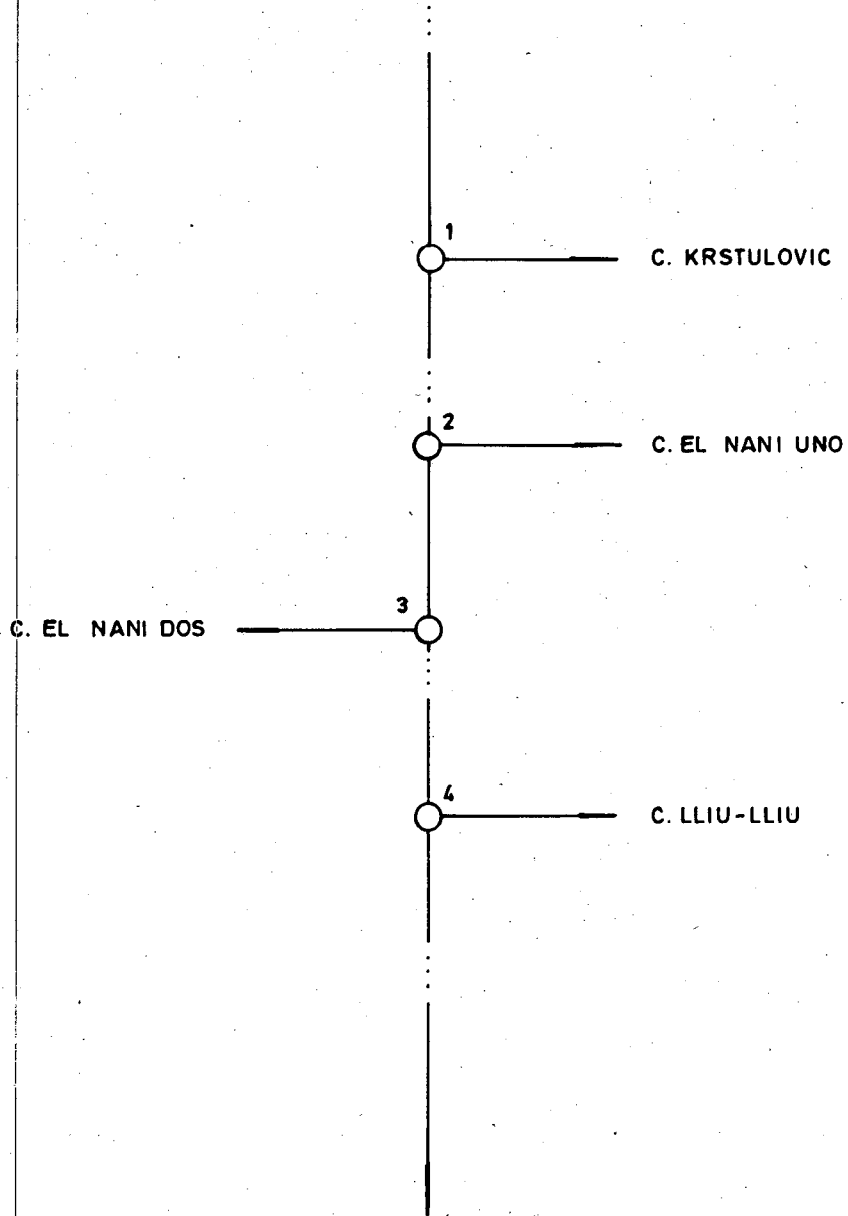 1
C. KRSTULOVIC
2
C. EL NANI UNO
3
C. EL NANI DOS
4
C. LLIU-LLIU